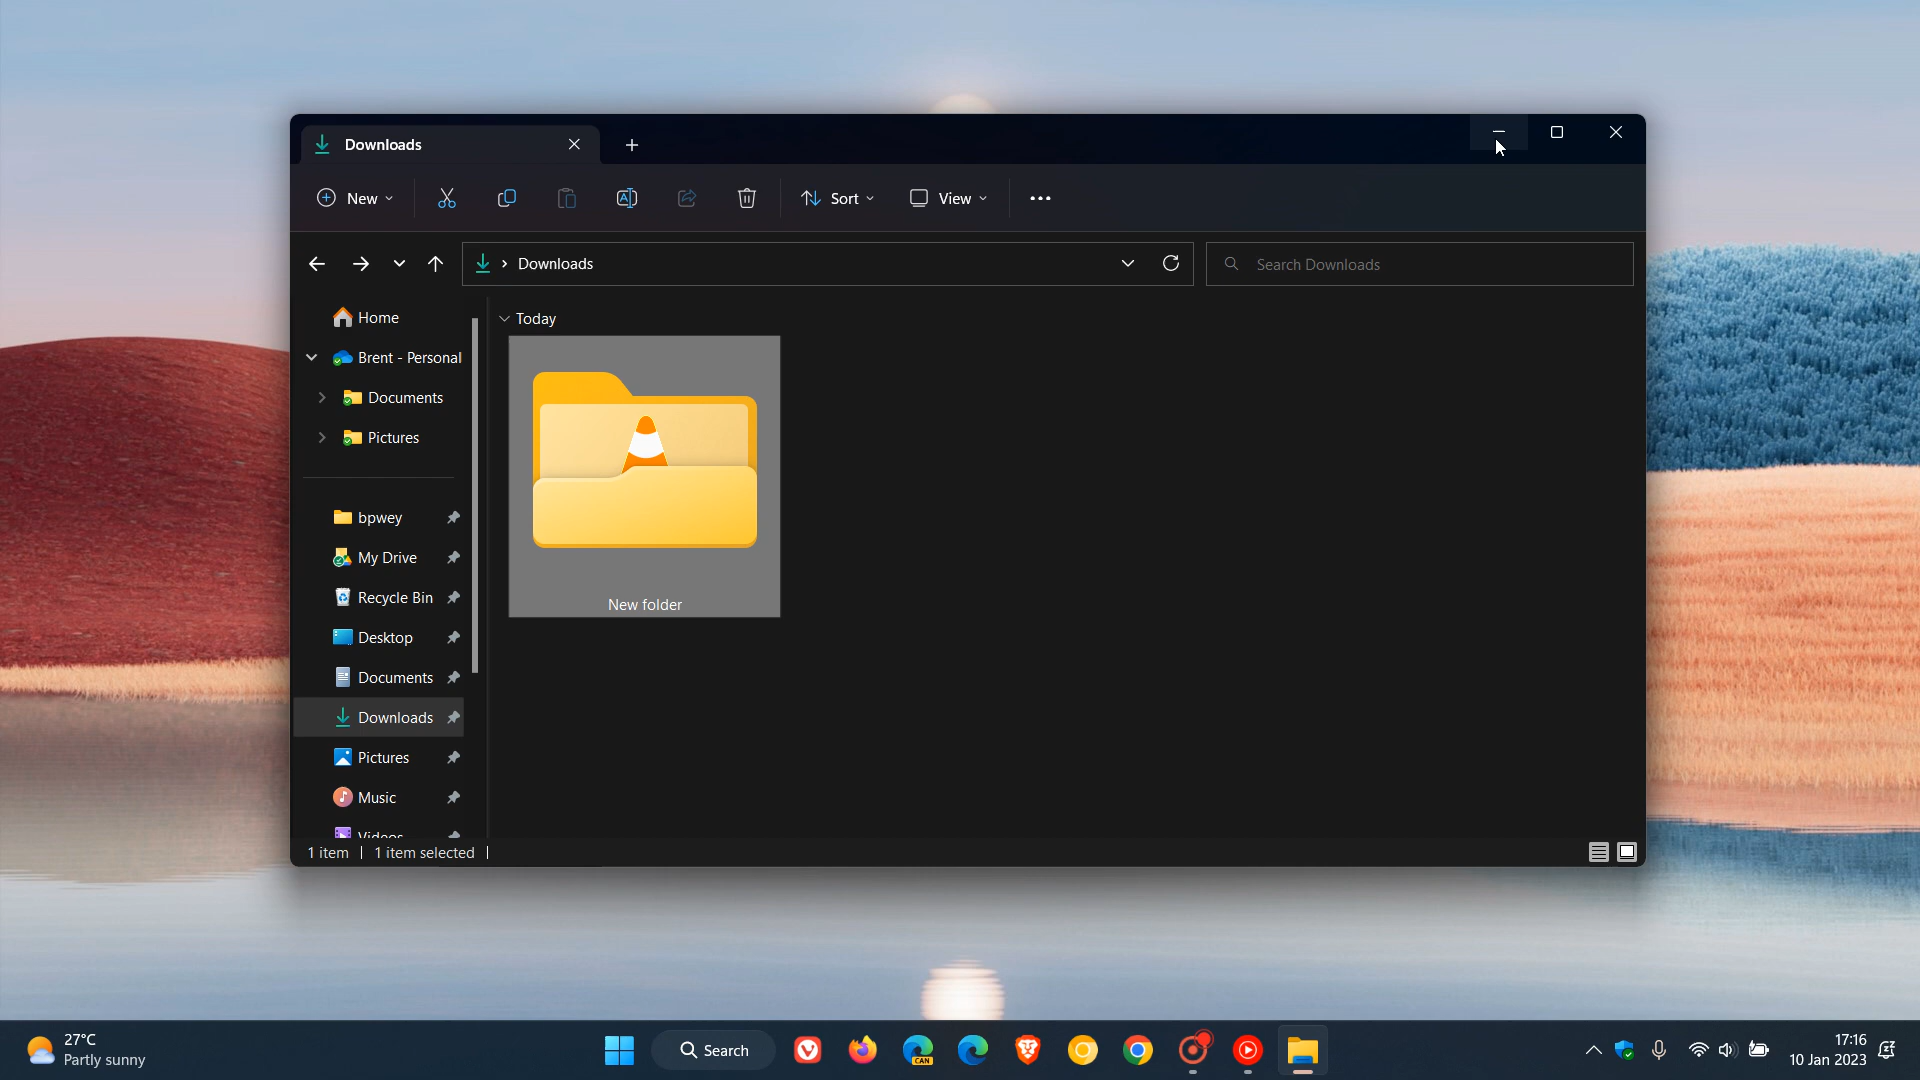 Downloads
New
Sort
View
Downloads
Search Downloads
Home
Brent - Personal
Documents
Pictures
bpwey
My Drive
Recycle Bin
Desktop
Documents
Downloads
Pictures
Music
Videos
Today
New folder
1 item
1 item selected
27°C
Partly sunny
Search
CAN
17:16
10 Jan 2023